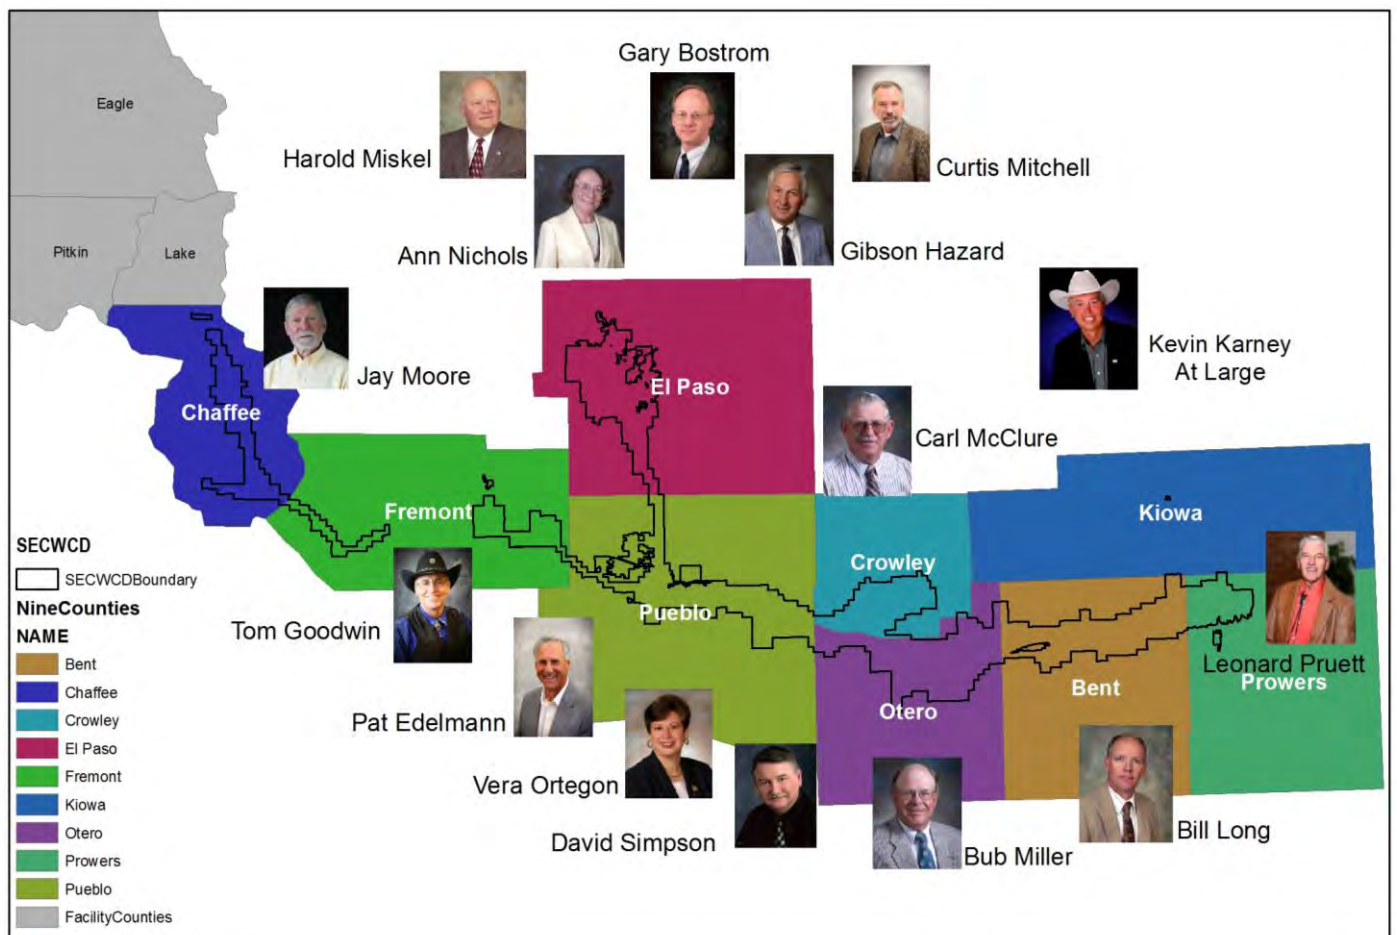 Gary Bostrom
Eagle
Harold Miskel
Curtis Mitchell
Ann Nichols
Gibson Hazard
Pitkin
Lake
Kevin Karney
At Large
Jay Moore
El Paso
Chaffee
Carl McClure
Fremont
Kiowa
SECWCD
SECWCDBoundary
NineCounties
NAME
Crowley
Pueblo
Tom Goodwin
Leonard Pruett
Prowers
Bent
Otero
Pat Edelmann
Vera Ortegon
David Simpson
Bub Miller
Bill Long
Bent
Chaffee
Crowley
El Paso
Fremont
Kiowa
Otero
Prowers
Pueblo
FacilityCounties